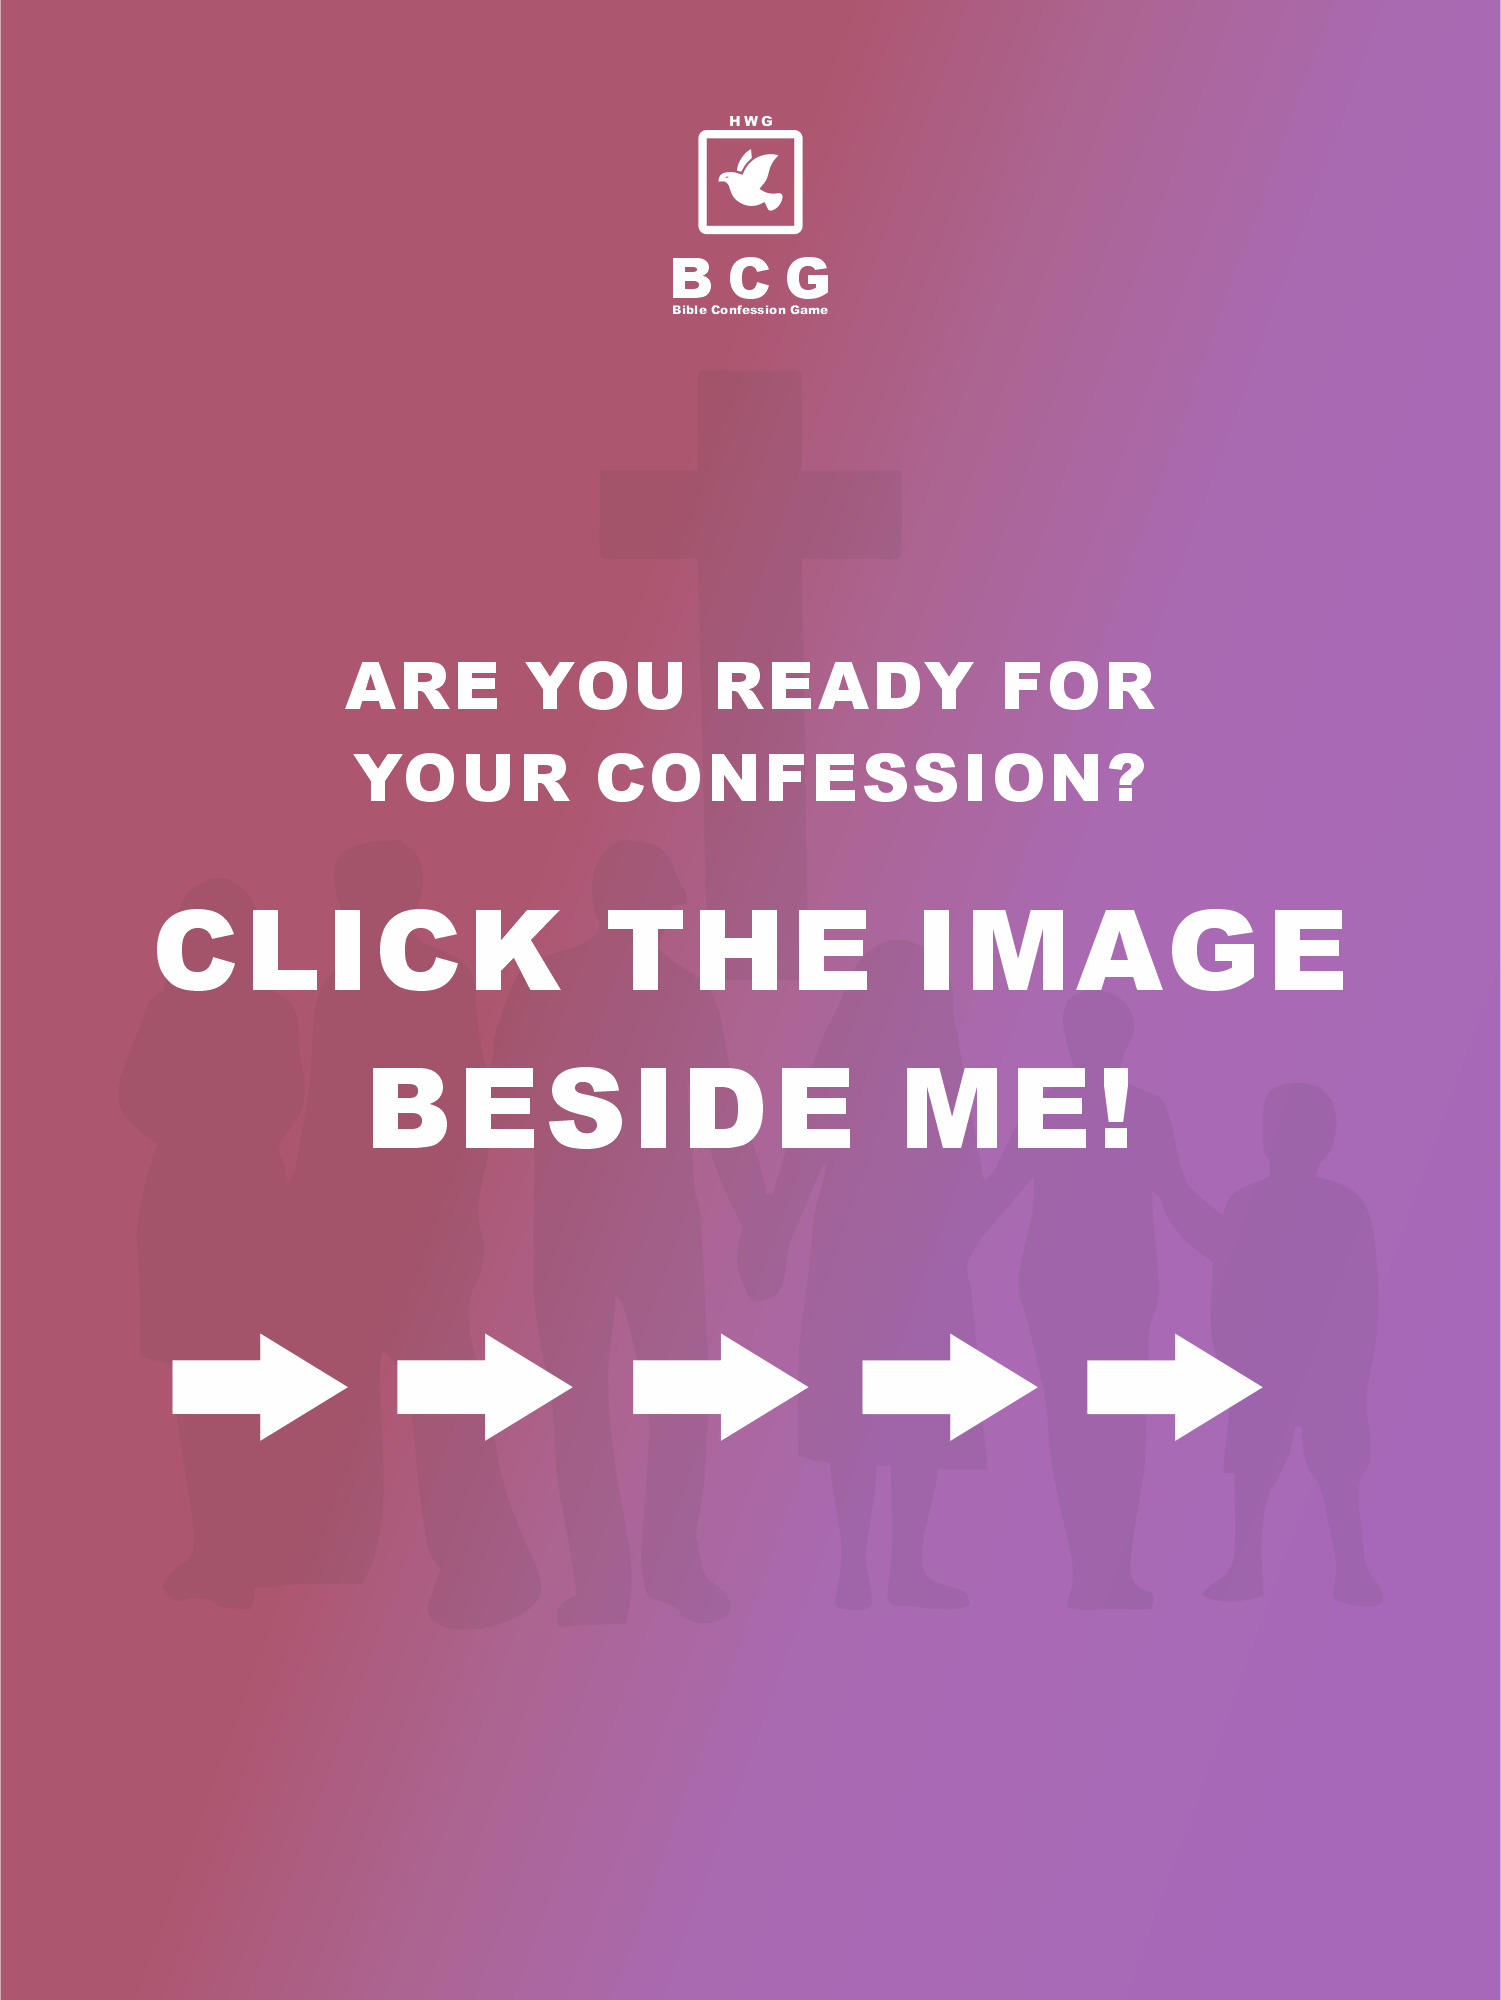 HWG
BCG
Bible Confession Game
ARE YOU READY FOR
YOUR CONFESSION?
CLICK THE IMAGE
BESIDE ME!